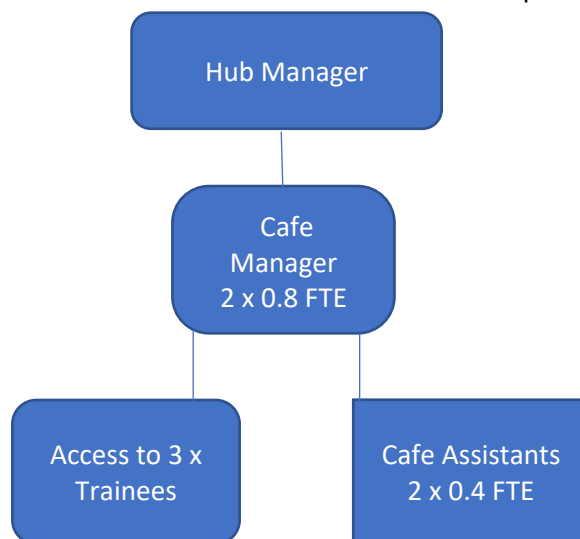 Hub Manager
Cafe
Manager
2 x 0.8 FTE
Access to 3 x
Trainees
Cafe Assistants
2 x 0.4 FTE